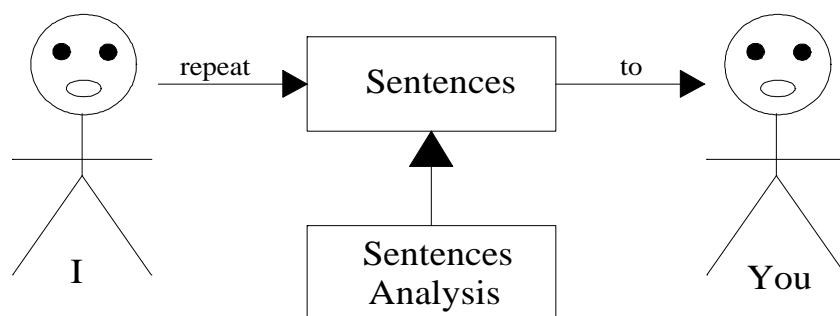 repeat
Sentences
to
Sentences
Analysis
I
You